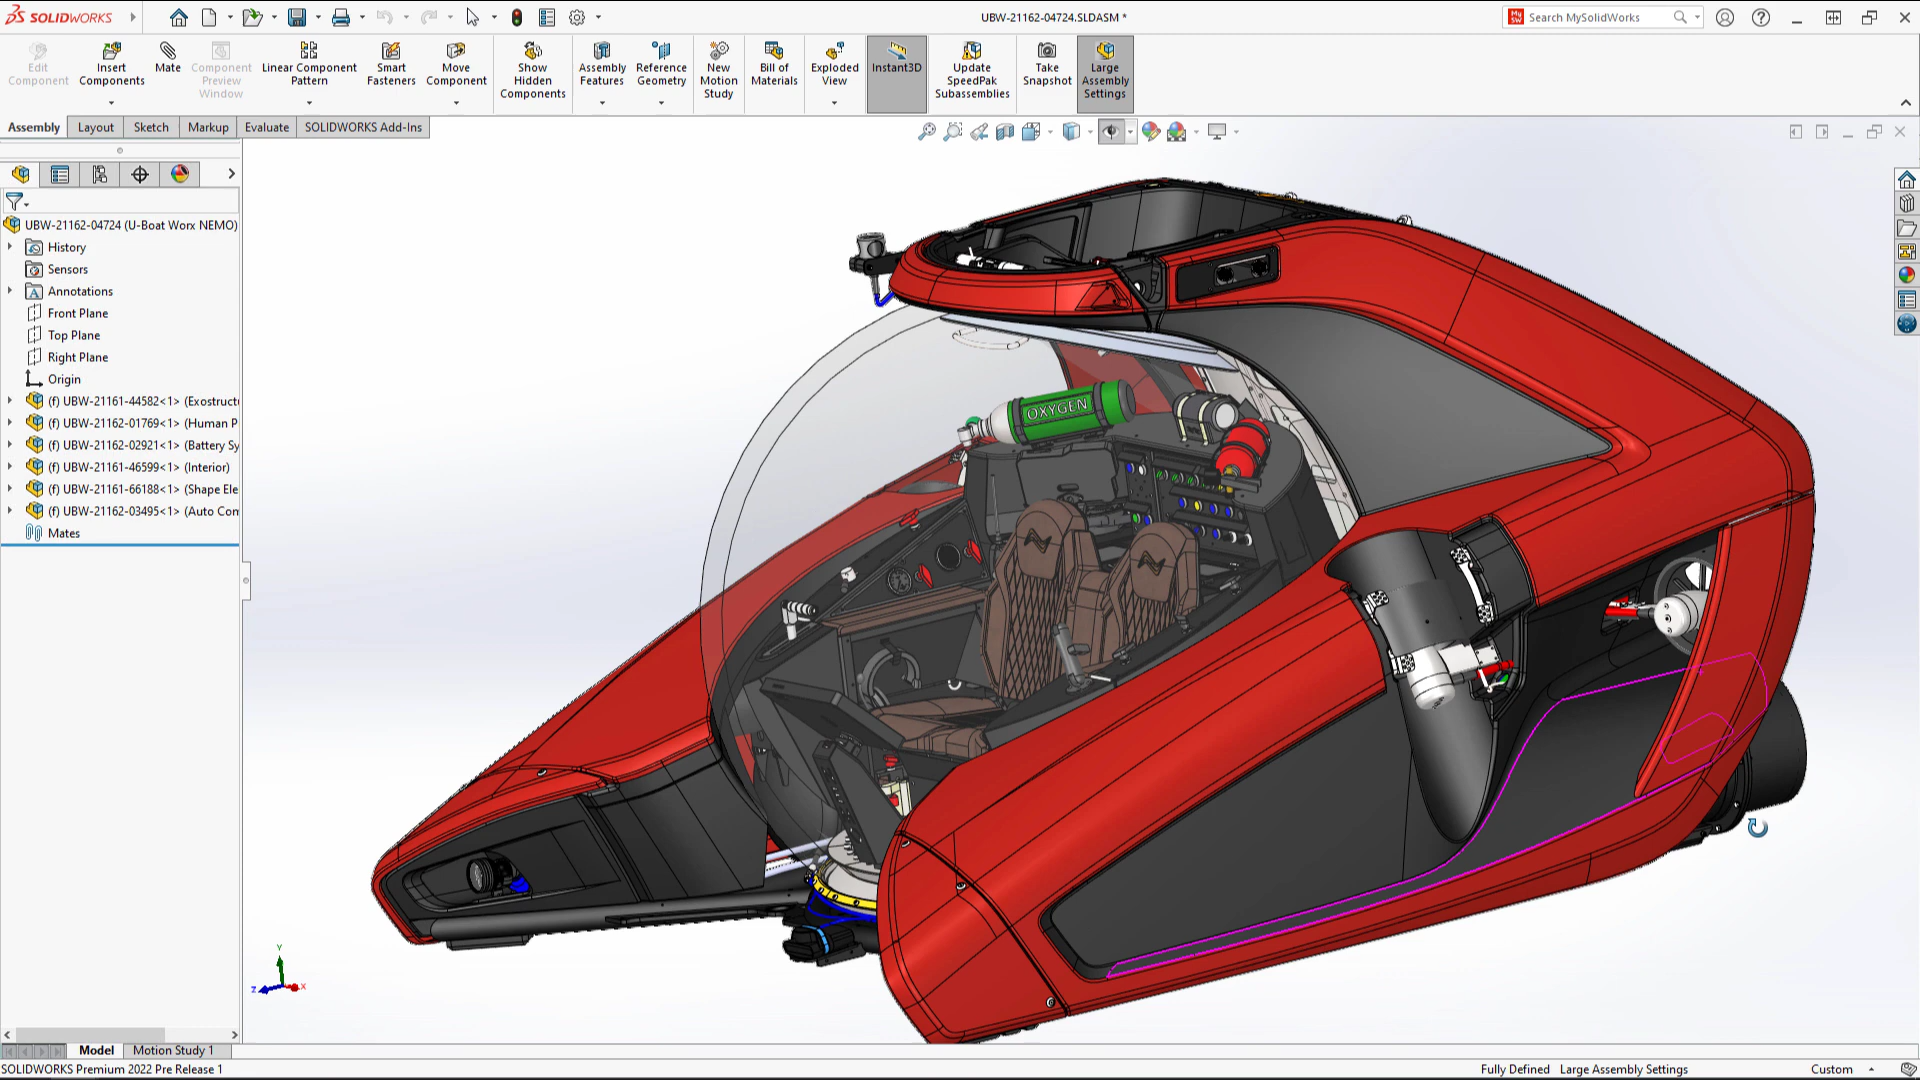 SOLIDWORKS
UBW-21162-04724.SLDASM *
My
SW
Search MySolidWorks
Edit
Component
Insert
Components
Mate
Component
Preview
Window
Linear Component
Pattern
Smart
Fasteners
Move
Component
Show
Hidden
Components
Assembly
Features
Reference
Geometry
New
Motion
Study
Bill of
Materials
Exploded
View
Instant3D
Update
SpeedPak
Subassemblies
Take
Snapshot
Large
Assembly
Settings
Assembly Layout Sketch Markup Evaluate SOLIDWORKS Add-Ins
UBW-21162-04724 (U-Boat Worx NEMO)
History
Sensors
Annotations
Front Plane
Top Plane
Right Plane
Origin
(f) UBW-21161-44582<1> (Exostructu
(f) UBW-21162-01769<1> (Human P
(f) UBW-21162-02921<1> (Battery Sy
(f) UBW-21161-46599<1> (Interior)
(f) UBW-21161-66188<1> (Shape Ele
(f) UBW-21162-03495<1> (Auto Con
Mates
OXYGEN
Y
Z
X
Model Motion Study 1
SOLIDWORKS Premium 2022 Pre Release 1
Fully Defined Large Assembly Settings Custom